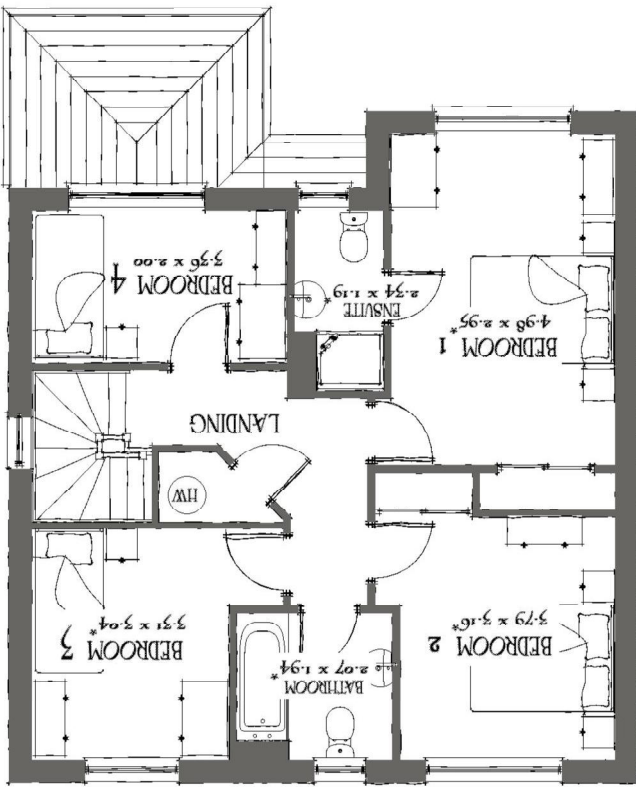 BEDROOM 2
3.79 x 3.16*
BATHROOM
2.07 x 1.94*
BEDROOM 3
3.31 x 3.04*
HW
LANDING
BEDROOM 1
4.98 x 2.95*
ENSUITE
2.34 x 1.19*
BEDROOM 4
3.36 x 2.00